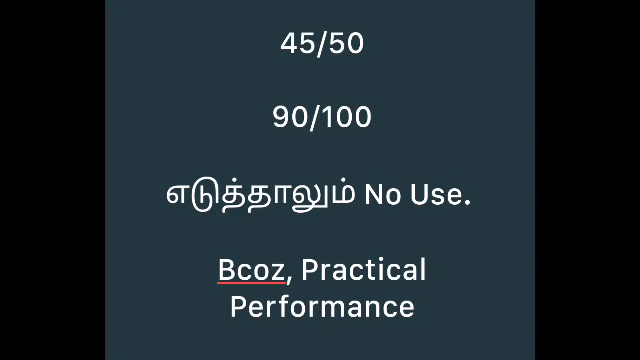 45/50
90/100
எடுத்தாலும் No Use.
Bcoz, Practical
Performance